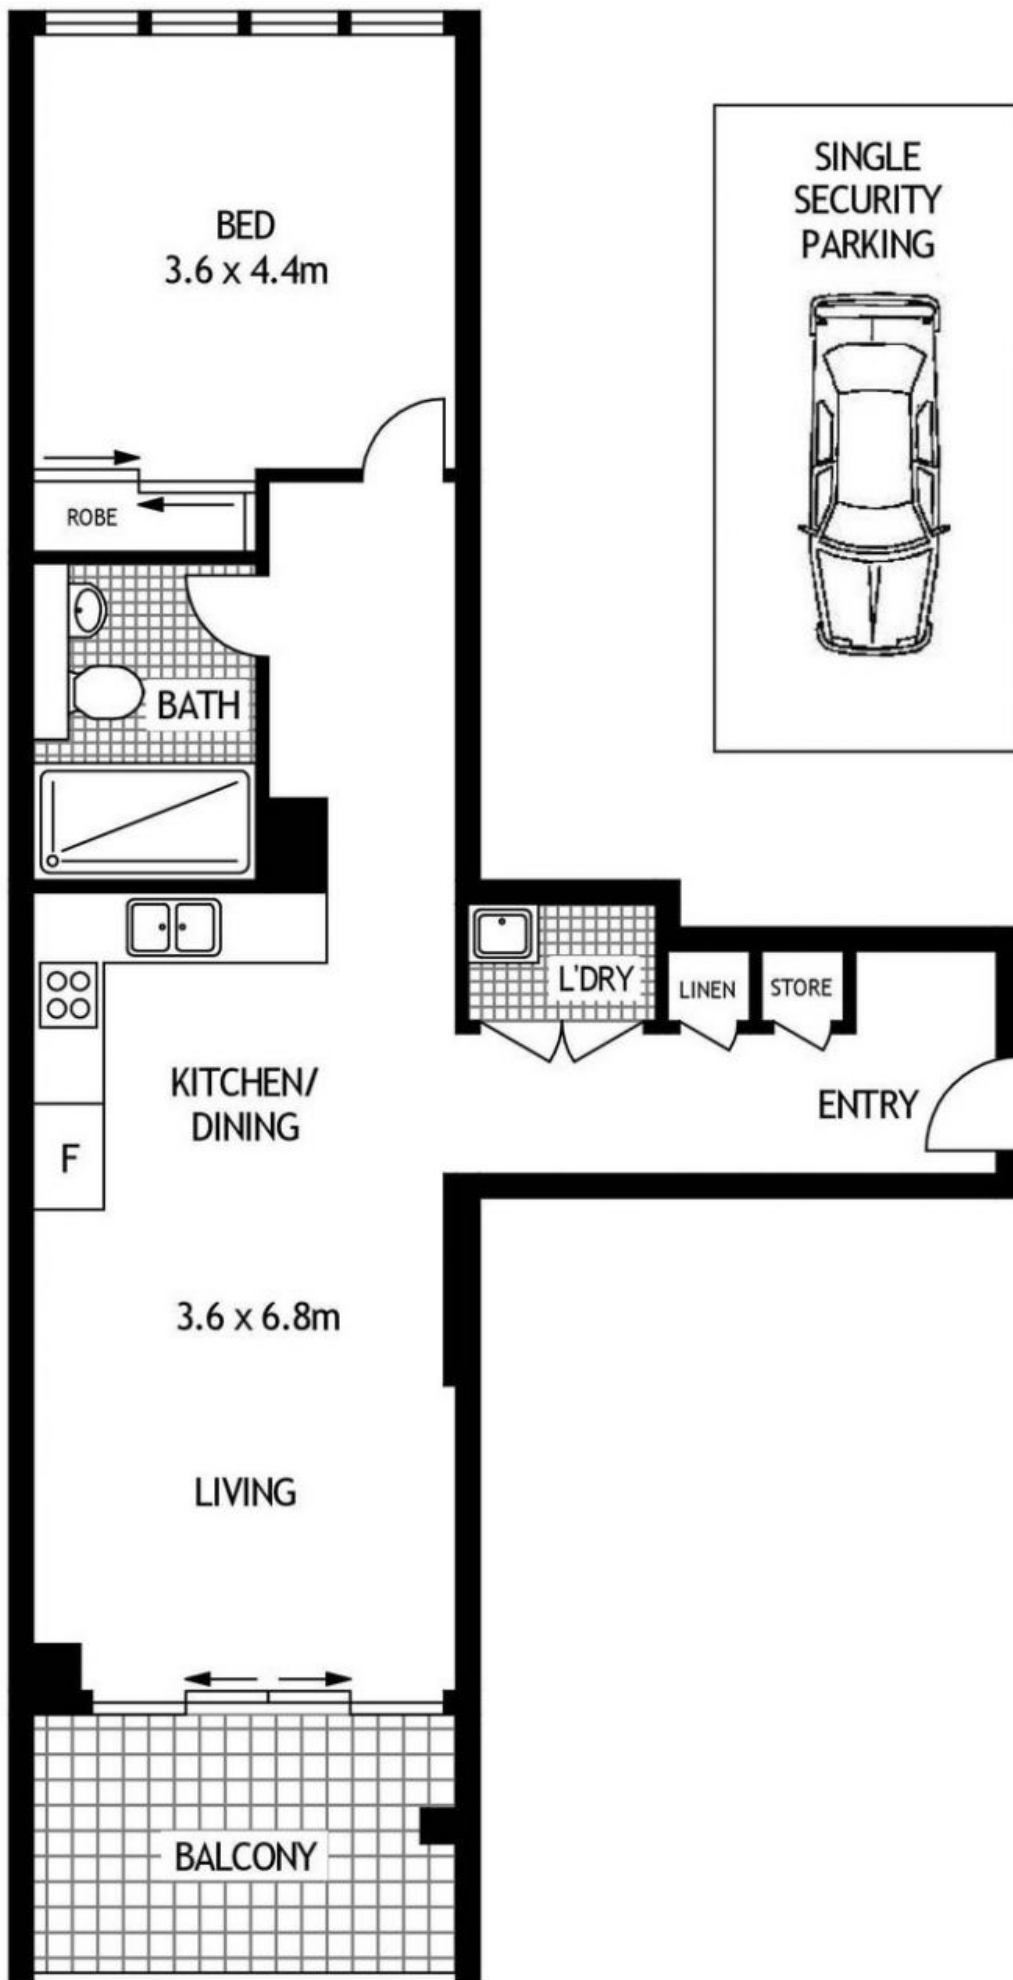 BED
3.6 x 4.4m
SINGLE
SECURITY
PARKING
ROBE
BATH
L'DRY
LINEN
STORE
KITCHEN/
DINING
ENTRY
F
3.6 x 6.8m
LIVING
BALCONY